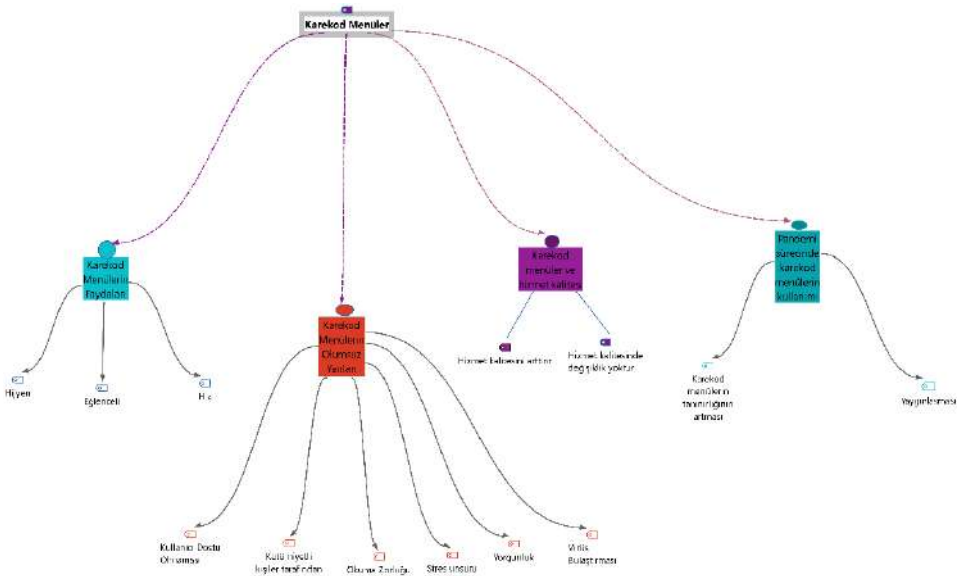 Karekod Menüler
Karekod
Menülerin
Faydaları
Karekod
Menülerin
Olumsuz
Yanları
Karekod
menüler ve
hizmet kalitesi
Pandemi
sürecinde
karekod
menülerin
kullanımı
Hijyen
Eğlenceli
Hız
Hizmet kalitesini arttırır
Hizmet kalitesinde
değişiklik yoktur
Karekod
menülerin
tanınırlığının
artması
Yaygınlaşması
Kullanıcı Dostu
Olmaması
Kötü niyetli
kişiler tarafından
Okuma Zorluğu
Stres unsuru
Yorgunluk
Virüs
Bulaştırması